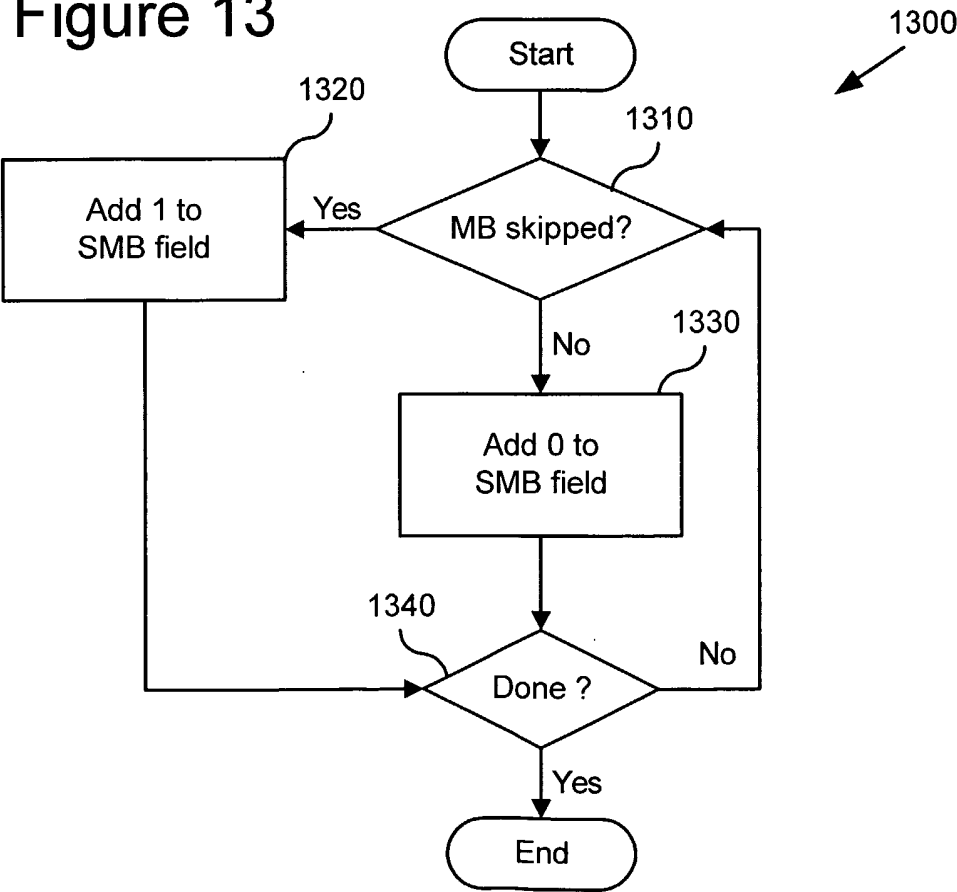 Figure 13
1300
Start
1320
1310
Add 1 to
SMB field
Yes
MB skipped?
No
1330
Add 0 to
SMB field
1340
No
Done ?
Yes
End